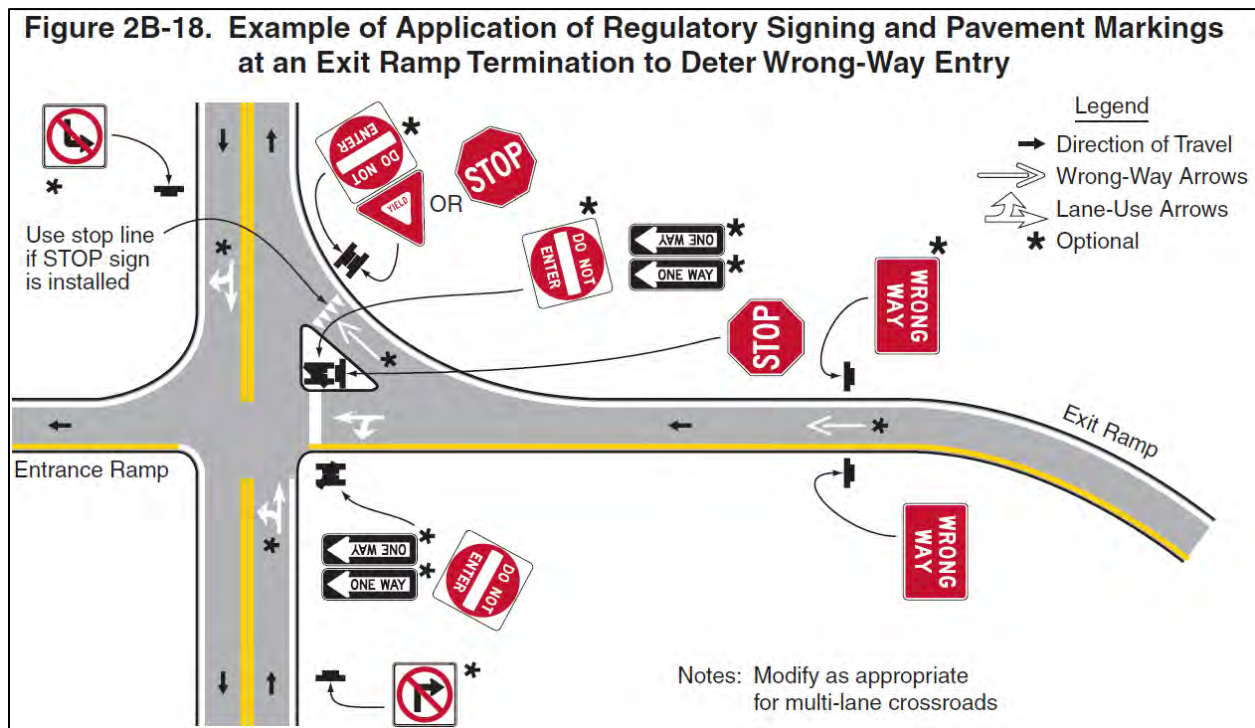 Figure 2B-18. Example of Application of Regulatory Signing and Pavement Markings
at an Exit Ramp Termination to Deter Wrong-Way Entry
Legend
Direction of Travel
Wrong-Way Arrows
Lane-Use Arrows
* Optional
*
DO NOT
ENTER
*
YIELD
OR
STOP
Use stop line
if STOP sign
is installed
*
DO NOT
ENTER
*
ONE WAY
*
ONE WAY
*
STOP
WRONG
WAY
*
*
*
*
Exit Ramp
Entrance Ramp
*
ONE WAY
*
ONE WAY
*
DO NOT
ENTER
WRONG
WAY
*
Notes: Modify as appropriate
for multi-lane crossroads